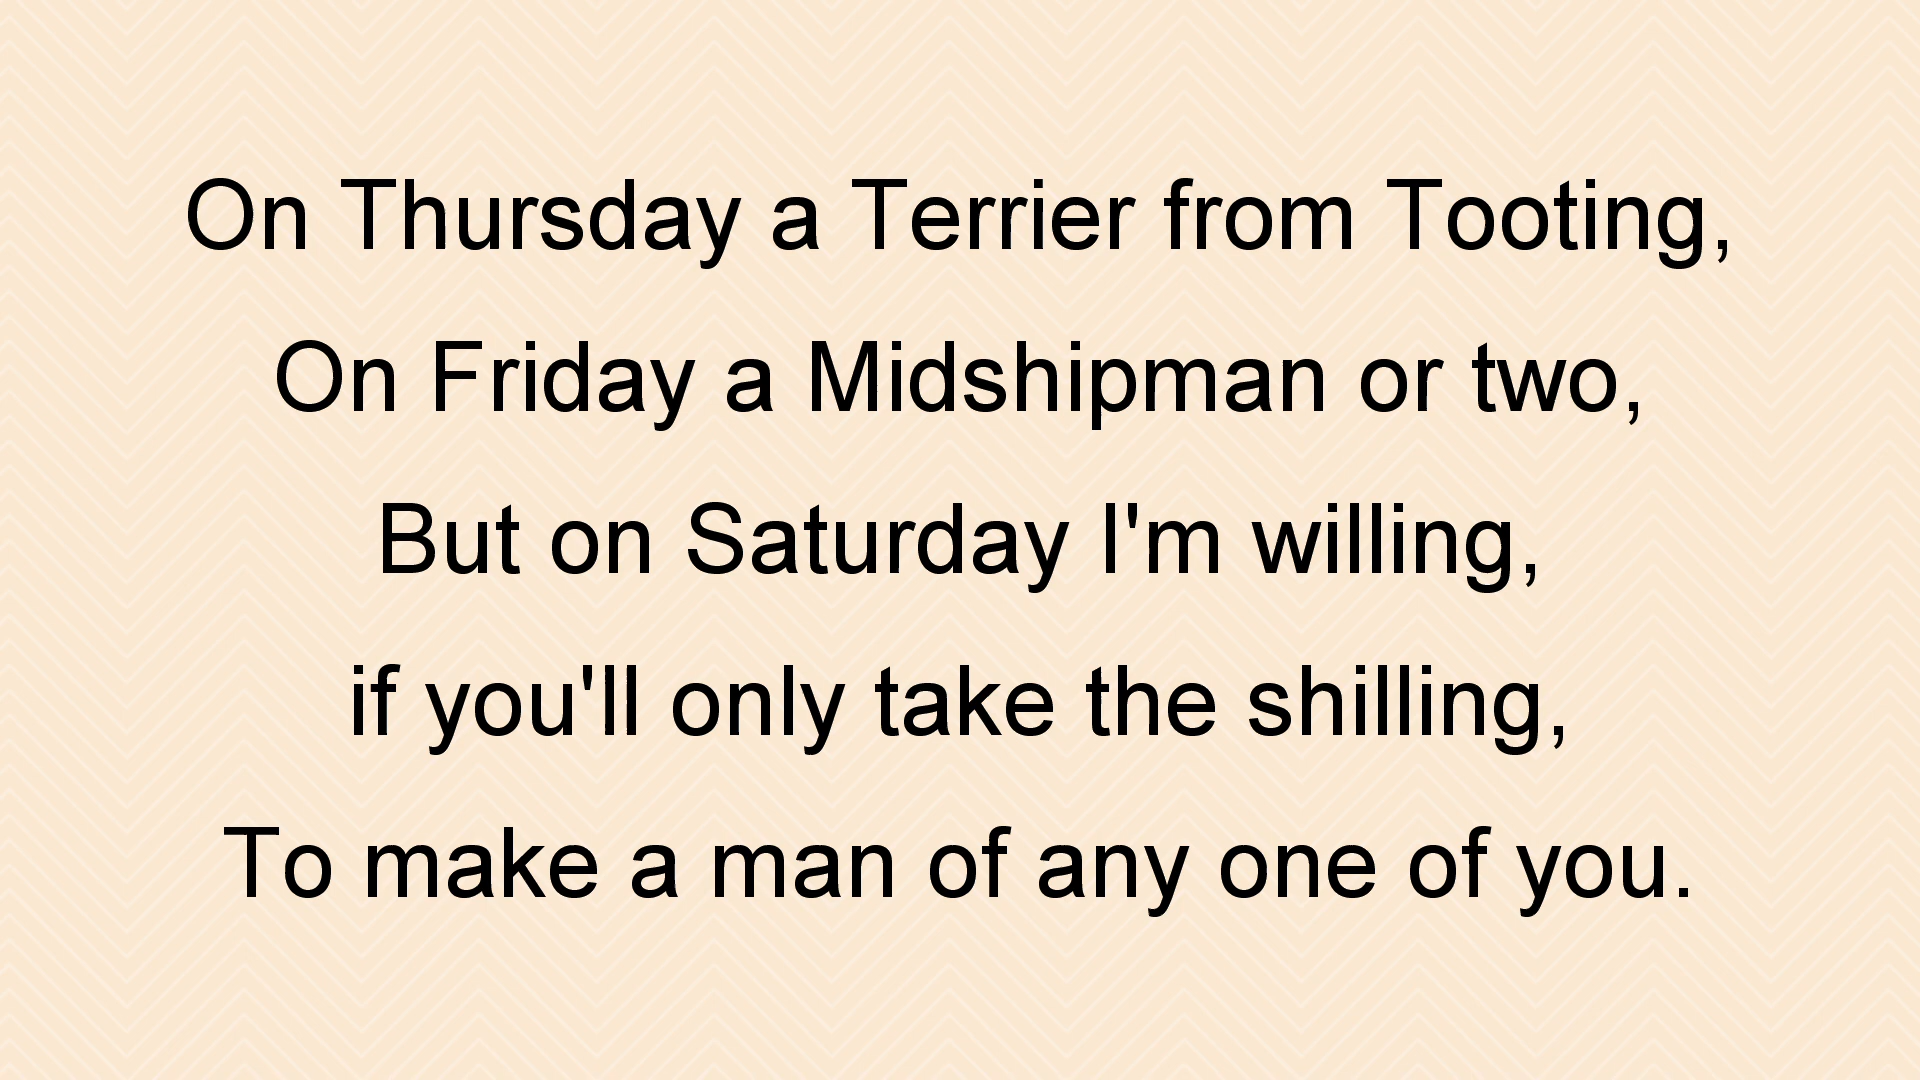 On Thursday a Terrier from Tooting,
On Friday a Midshipman or two,
But on Saturday I'm willing,
if you'll only take the shilling,
To make a man of any one of you.